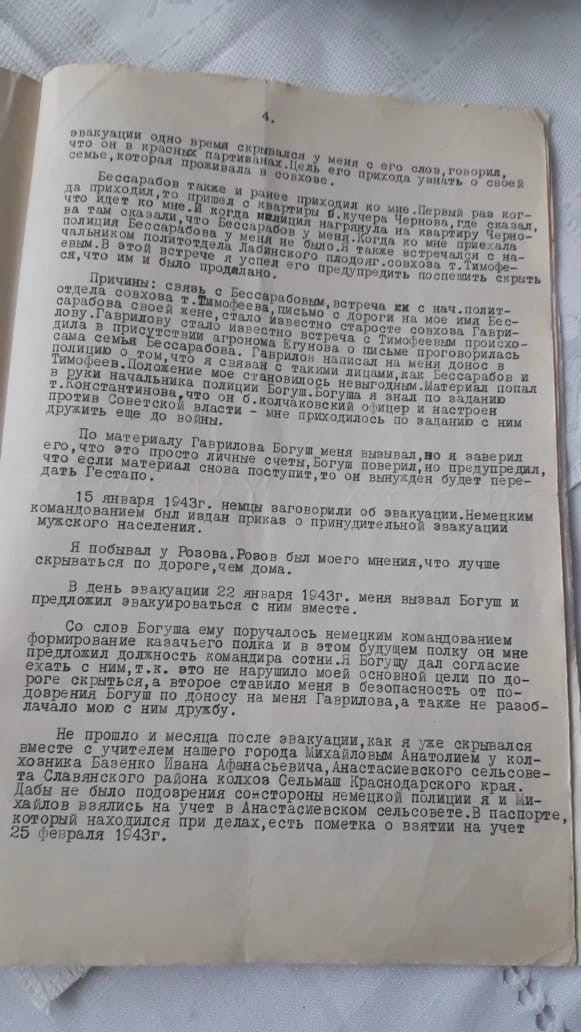 4.
эвакуации одно время скрывался у меня с его слов, говорил,
что он в красных партизанах.Цель его прихода узнать о своей
семье,которая проживала в совхозе.
Бессарабов также и ранее приходил ко мне.Первый раз ког-
да приходил,то пришел с квартиры б.кучера Чернова,где сказал,
что идет ко мне.И когда милиция нагрянула на квартиру Черно-
ва там сказали,что Бессарабов у меня.Когда ко мне приехала
полиция Бессарабова у меня не было.Я также встречался с на-
чальником политотдела Лабинского плодояг.совхоза т.Тимофе-
евым.В этой встрече я успел его предупредить поспешить скрыть
ся,что им и было проделано.
Причины: связь с Бессарабовым,встреча с нач.полит-
отдела совхоза т.Тимофеева,письмо с дороги на мое имя Бес-
сарабова своей жене,стало известно старосте совхоза Гаври-
лову.Гаврилову стало известно встреча с Тимофеевым происхо-
дила в присутствии агронома Егунова о письме проговорилась
сама семья Бессарабова. Гаврилов написал на меня донос в
полицию о том,что я связан с такими лицами,как Бессарабов и
Тимофеев.Положение мое становилось невыгодным.Материал попал
в руки начальника полиции Богуш.Богуша я знал по заданию
т.Константинова,что он б.колчаковский офицер и настроен
против Советской власти - мне приходилось по заданию с ним
дружить еще до войны.
По материалу Гаврилова Богуш меня вызывал,но я заверил
его,что это просто личные счеты,Богуш поверил,но предупредил,
что если материал снова поступит,то он вынужден будет пере-
дать Гестапо.
15 января 1943г. немцы заговорили об эвакуации.Немецким
командованием был издан приказ о принудительной эвакуации
мужского населения.
Я побывал у Розова.Розов был моего мнения,что лучше
скрываться по дороге,чем дома.
В день эвакуации 22 января 1943г. меня вызвал Богуш и
предложил эвакуироваться с ним вместе.
Со слов Богуша ему поручалось немецким командованием
формирование казачьего полка и в этом будущем полку он мне
предложил должность командира сотни.Я Богущу дал согласие
ехать с ним,т.к. это не нарушило моей основной цели по до-
роге скрыться,а второе ставило меня в безопасность от по-
дозрения Богуш по доносу на меня Гаврилова,а также не разоб-
лачало мою с ним дружбу.
Не прошло и месяца после эвакуации,как я уже скрывался
вместе с учителем нашего города Михайловым Анатолием у кол-
хозника Базенко Ивана Афанасьевича,Анастасиевского сельсове-
та Славянского района колхоз Сельмаш Краснодарского края.
Дабы не было подозрения со стороны немецкой полиции я и Ми-
хайлов взялись на учет в Анастасиевском сельсовете.В паспорте,
который находился при делах,есть пометка о взятии на учет
25 февраля 1943г.